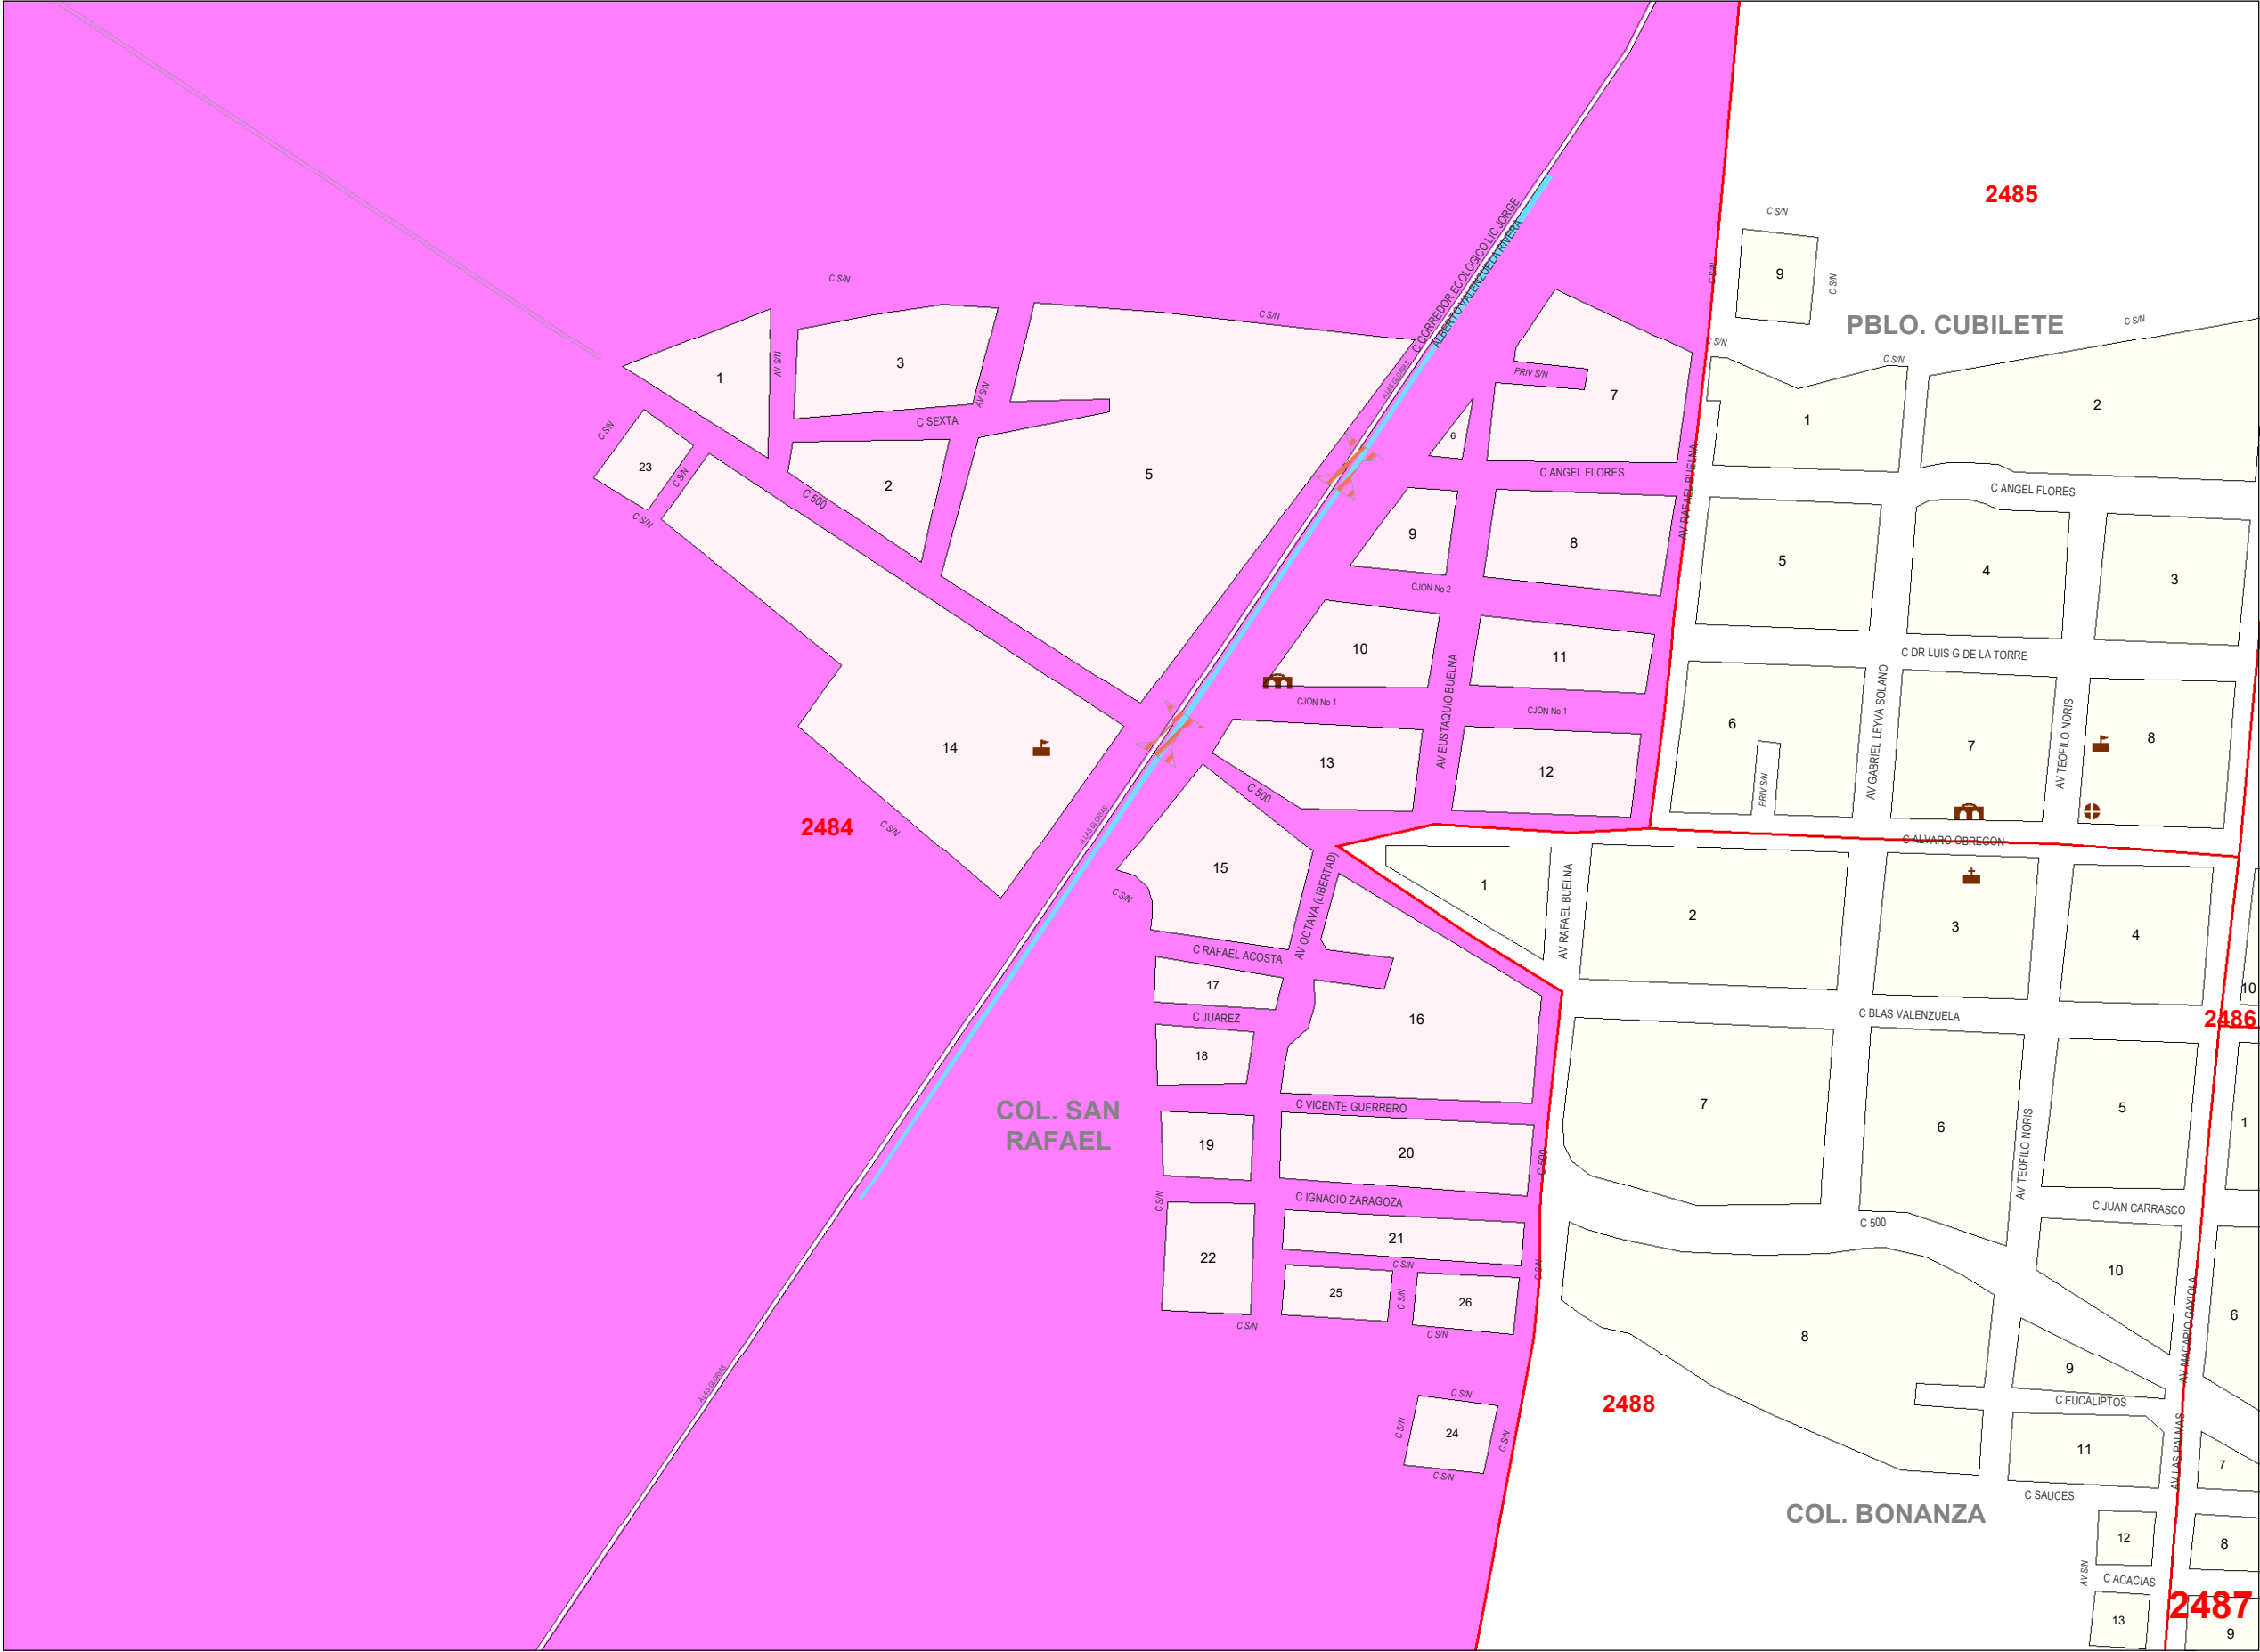 2485
C S/N
C S/N
9
C S/N
PBLO. CUBILETE
C S/N
C S/N
C S/N
C S/N
C CORREDOR ECOLOGICO LIC JORGE
ALBERTO VALENZUELA RIVERA
C S/N
1
AV S/N
3
AV S/N
C SEXTA
ALAS GLORIAS
PRIV S/N
7
6
1
2
C S/N
23
C S/N
C S/N
C 500
2
5
C ANGEL FLORES
AV RAFAEL BUELNA
C ANGEL FLORES
9
8
5
4
3
CJON No 2
10
11
C DR LUIS G DE LA TORRE
CJON No 1
CJON No 1
AV EUSTAQUIO BUELNA
6
PRIV S/N
AV GABRIEL LEYVA SOLANO
7
AV TEOFILO NORIS
8
14
13
12
C 500
2484
C S/N
ALAS GLORIAS
C ALVARO OBREGON
15
C S/N
AV OCTAVA (LIBERTAD)
1
AV RAFAEL BUELNA
2
3
4
C RAFAEL ACOSTA
17
C JUAREZ
16
10
C BLAS VALENZUELA
2486
18
COL. SAN
RAFAEL
C VICENTE GUERRERO
7
6
5
1
19
20
C 500
AV TEOFILO NORIS
C S/N
C IGNACIO ZARAGOZA
C JUAN CARRASCO
C 500
21
22
C S/N
C S/N
10
25
C S/N
26
C S/N
C S/N
8
6
AV MACARIO GAXIOLA
9
ALAS GLORIAS
C S/N
C S/N
24
C S/N
C S/N
2488
C EUCALIPTOS
11
AV LAS PALMAS
7
C SAUCES
COL. BONANZA
12
8
AV S/N
C ACACIAS
2487
13
9